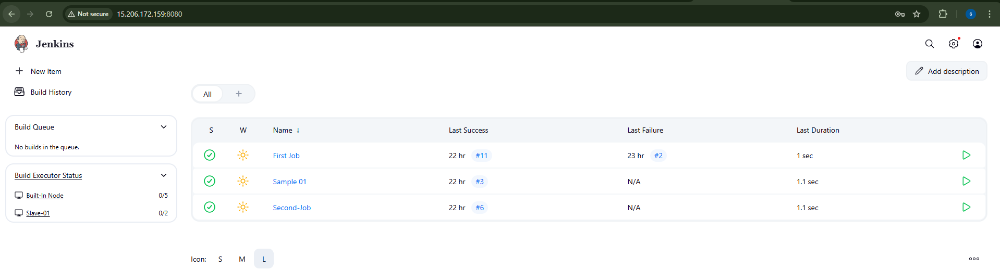 Not secure 15.206.172.159:8080 S
Jenkins
New Item
Add description
Build History
All +
Build Queue
No builds in the queue.
Build Executor Status
Built-In Node 0/5
Slave-01 0/2
S W Name ↓ Last Success Last Failure Last Duration
First Job 22 hr #11 23 hr #2 1 sec
Sample 01 22 hr #3 N/A 1.1 sec
Second-Job 22 hr #6 N/A 1.1 sec
Icon: S M L